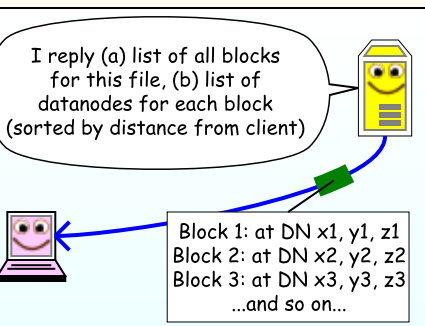 I reply (a) list of all blocks
for this file, (b) list of
datanodes for each block
(sorted by distance from client)
Block 1: at DN x1, y1, z1
Block 2: at DN x2, y2, z2
Block 3: at DN x3, y3, z3
...and so on...